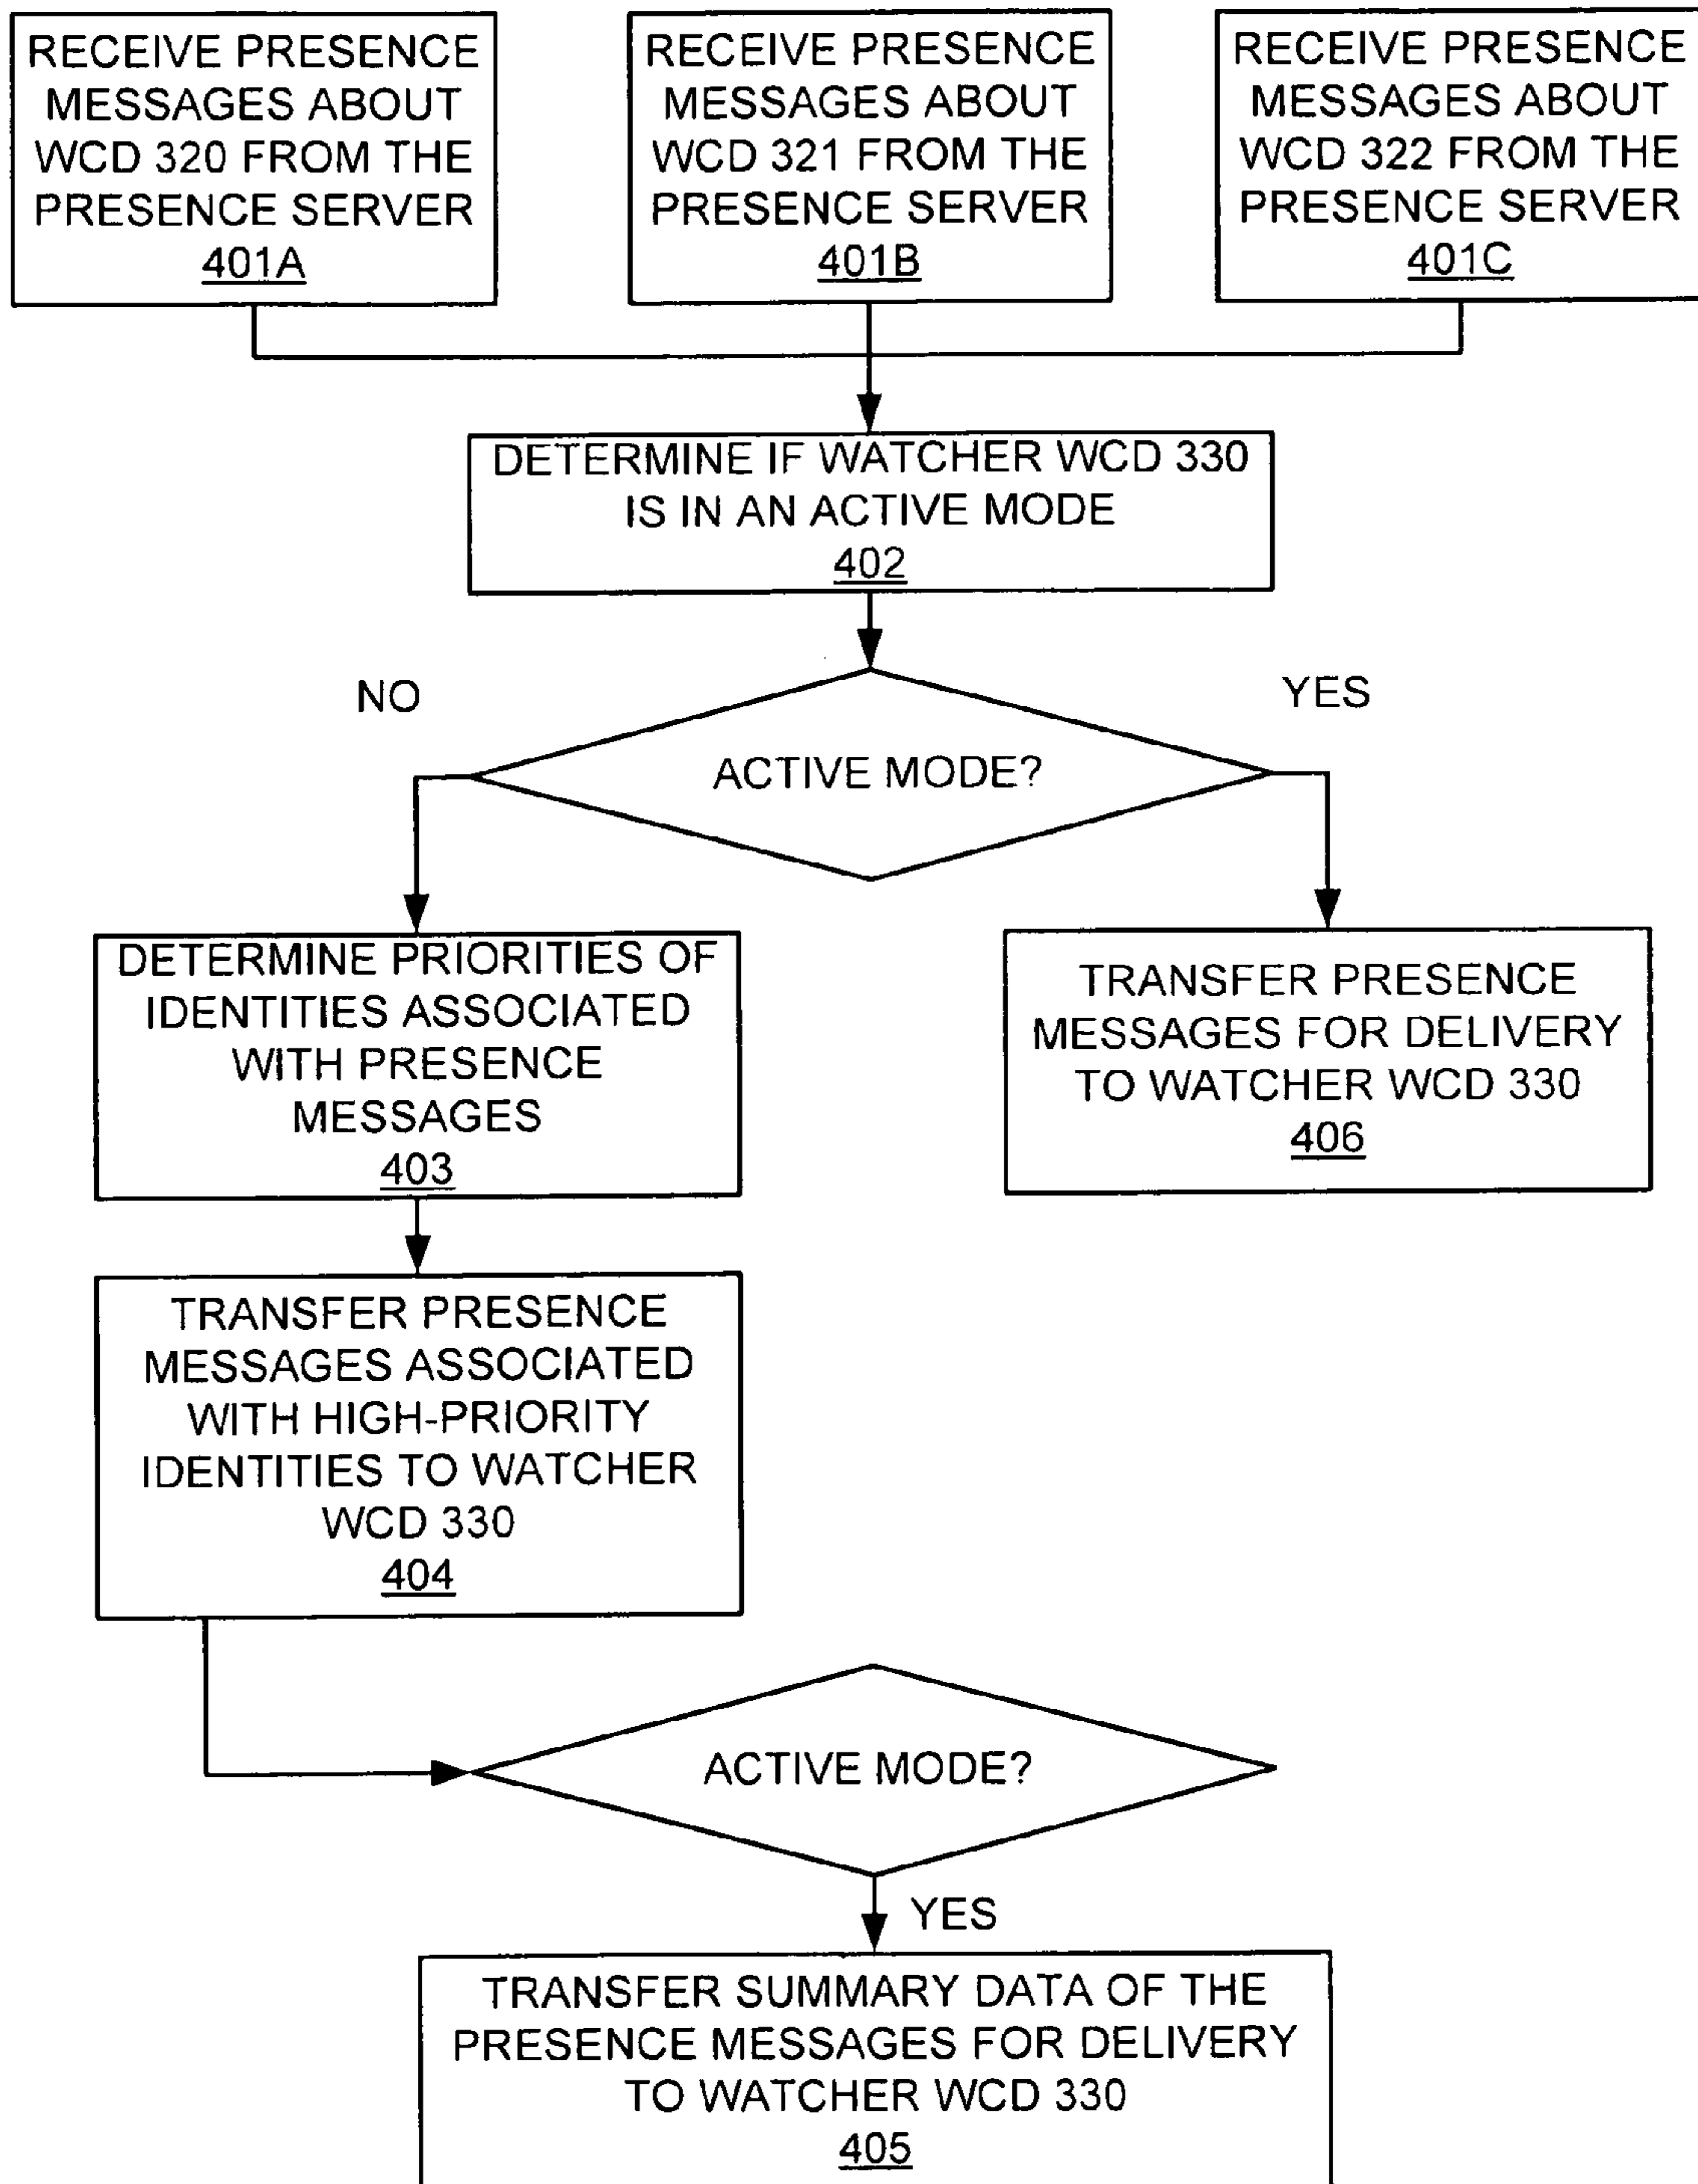 RECEIVE PRESENCE
MESSAGES ABOUT
WCD 320 FROM THE
PRESENCE SERVER
401A
RECEIVE PRESENCE
MESSAGES ABOUT
WCD 321 FROM THE
PRESENCE SERVER
401B
RECEIVE PRESENCE
MESSAGES ABOUT
WCD 322 FROM THE
PRESENCE SERVER
401C
DETERMINE IF WATCHER WCD 330
IS IN AN ACTIVE MODE
402
NO
YES
ACTIVE MODE?
DETERMINE PRIORITIES OF
IDENTITIES ASSOCIATED
WITH PRESENCE
MESSAGES
403
TRANSFER PRESENCE
MESSAGES FOR DELIVERY
TO WATCHER WCD 330
406
TRANSFER PRESENCE
MESSAGES ASSOCIATED
WITH HIGH-PRIORITY
IDENTITIES TO WATCHER
WCD 330
404
ACTIVE MODE?
YES
TRANSFER SUMMARY DATA OF THE
PRESENCE MESSAGES FOR DELIVERY
TO WATCHER WCD 330
405